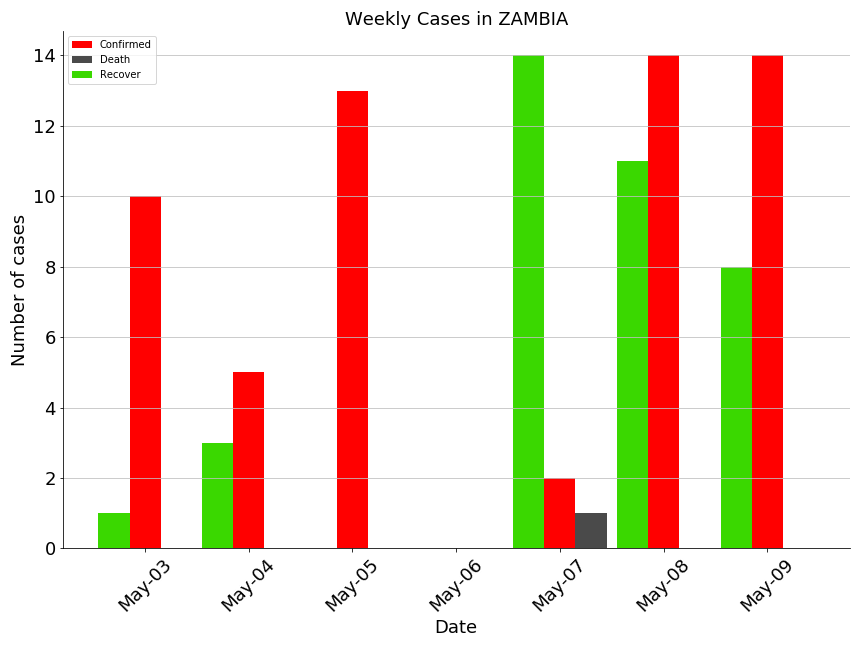 Weekly Cases in ZAMBIA
Confirmed
Death
Recover
Number of cases
14
12
10
8
6
4
2
0
May-03 May-04 May-05 May-06 May-07 May-08 May-09
Date